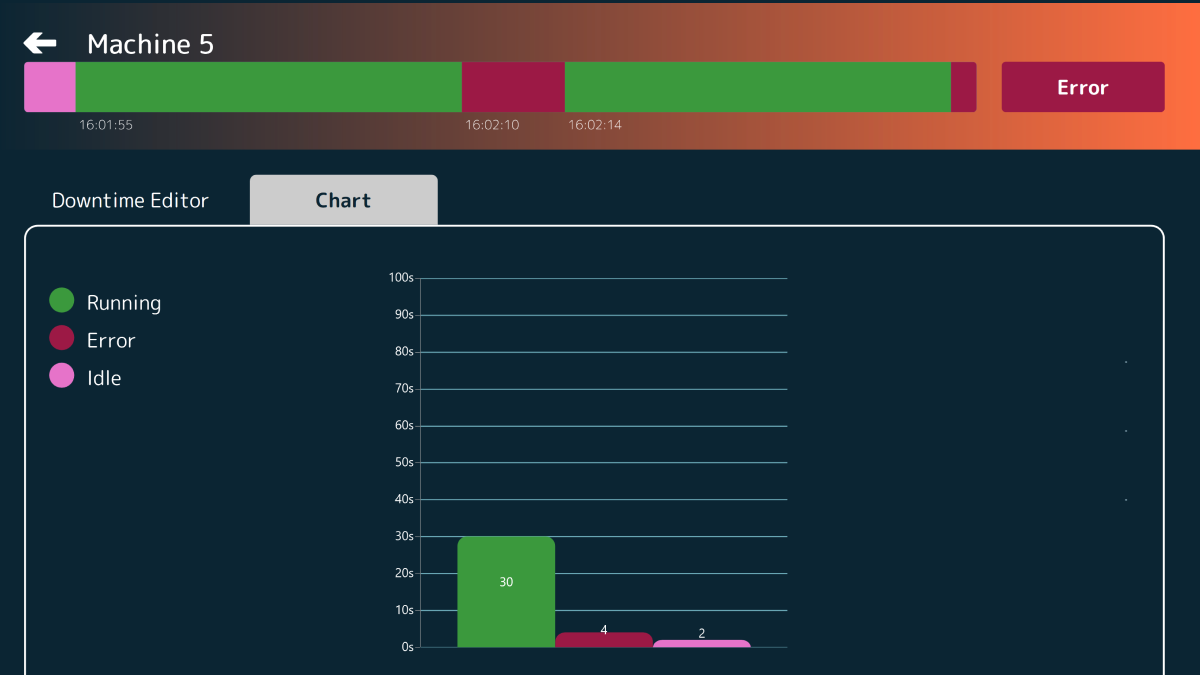 Machine 5
Error
16:01:55 16:02:10 16:02:14
Downtime Editor Chart
Running
Error
Idle
100s
90s
80s
70s
60s
50s
40s
30s
20s
10s
0s
30
4
2